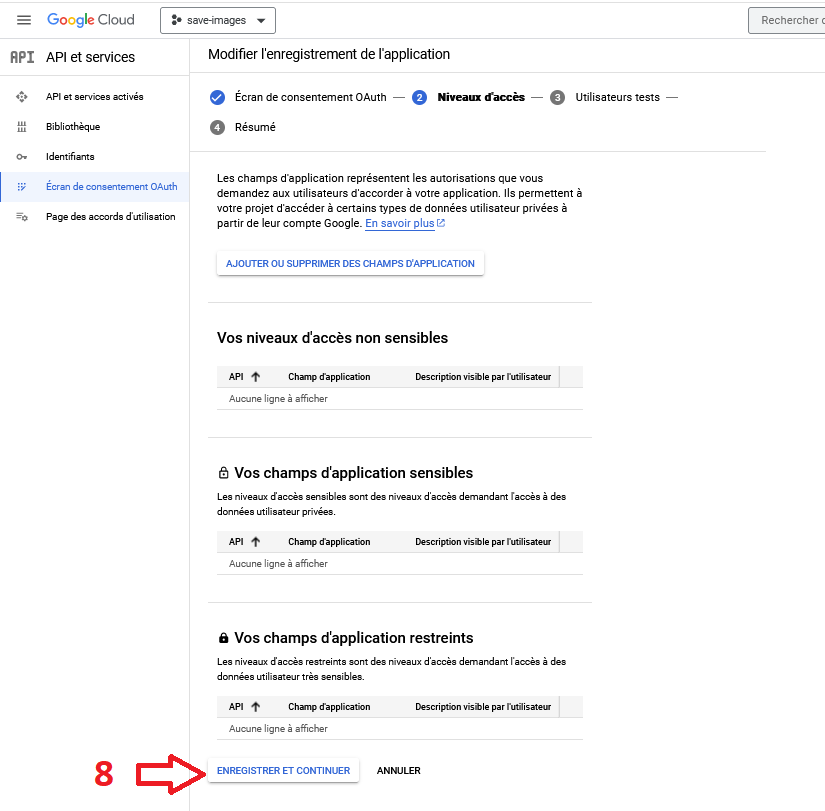 Google Cloud
save-images
Rechercher
API API et services
Modifier l'enregistrement de l'application
API et services activés
Bibliothèque
Identifiants
Écran de consentement OAuth
Page des accords d'utilisation
Écran de consentement OAuth — 2 Niveaux d'accès — 3 Utilisateurs tests —
4 Résumé
Les champs d'application représentent les autorisations que vous
demandez aux utilisateurs d'accorder à votre application. Ils permettent à
votre projet d'accéder à certains types de données utilisateur privées à
partir de leur compte Google. En savoir plus
AJOUTER OU SUPPRIMER DES CHAMPS D'APPLICATION
Vos niveaux d'accès non sensibles
API ↑ Champ d'application Description visible par l'utilisateur
Aucune ligne à afficher
Vos champs d'application sensibles
Les niveaux d'accès sensibles sont des niveaux d'accès demandant l'accès à des
données utilisateur privées.
API ↑ Champ d'application Description visible par l'utilisateur
Aucune ligne à afficher
Vos champs d'application restreints
Les niveaux d'accès restreints sont des niveaux d'accès demandant l'accès à des
données utilisateur très sensibles.
API ↑ Champ d'application Description visible par l'utilisateur
Aucune ligne à afficher
8 ENREGISTRER ET CONTINUER ANNULER